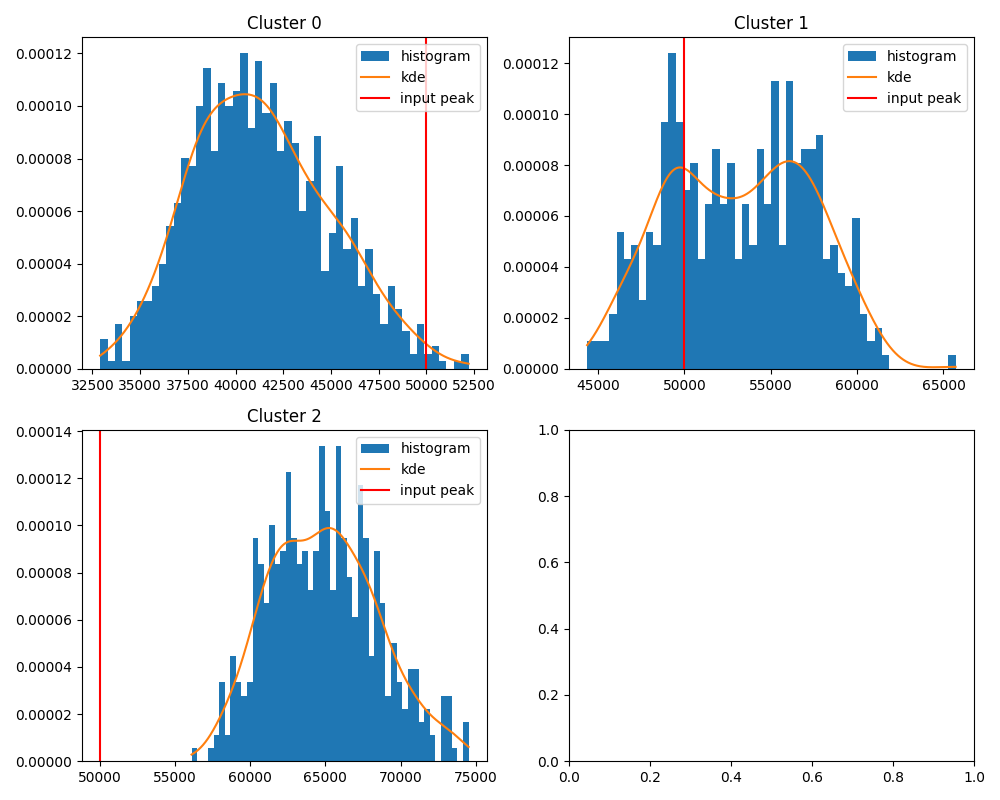 Cluster 0
0.00012
0.00010
0.00008
0.00006
0.00004
0.00002
0.00000
histogram
kde
input peak
32500 35000 37500 40000 42500 45000 47500 50000 52500
Cluster 1
0.00012
0.00010
0.00008
0.00006
0.00004
0.00002
0.00000
histogram
kde
input peak
45000 50000 55000 60000 65000
Cluster 2
0.00014
0.00012
0.00010
0.00008
0.00006
0.00004
0.00002
0.00000
histogram
kde
input peak
50000 55000 60000 65000 70000 75000
1.0
0.8
0.6
0.4
0.2
0.0
0.0 0.2 0.4 0.6 0.8 1.0